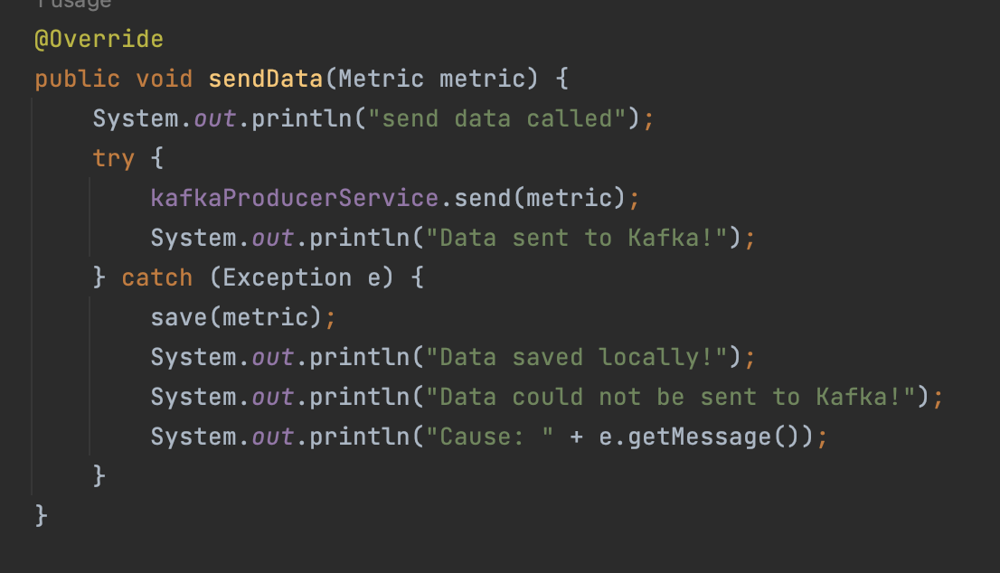 1 usage
@Override
public void sendData(Metric metric) {
System.out.println("send data called");
try {
kafkaProducerService.send(metric);
System.out.println("Data sent to Kafka!");
} catch (Exception e) {
save(metric);
System.out.println("Data saved locally!");
System.out.println("Data could not be sent to Kafka!");
System.out.println("Cause: " + e.getMessage());
}
}